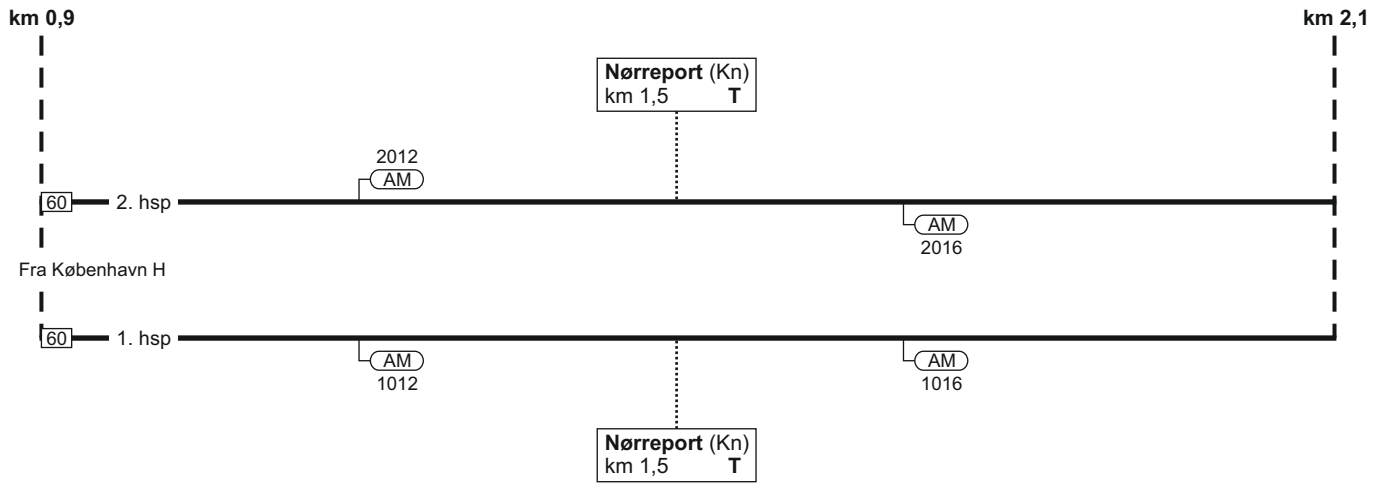 km 0,9
km 2,1
Nørreport (Kn)
km 1,5 T
2012
AM
60 2. hsp
AM
2016
Fra København H
60 1. hsp
AM
1012
AM
1016
Nørreport (Kn)
km 1,5 T